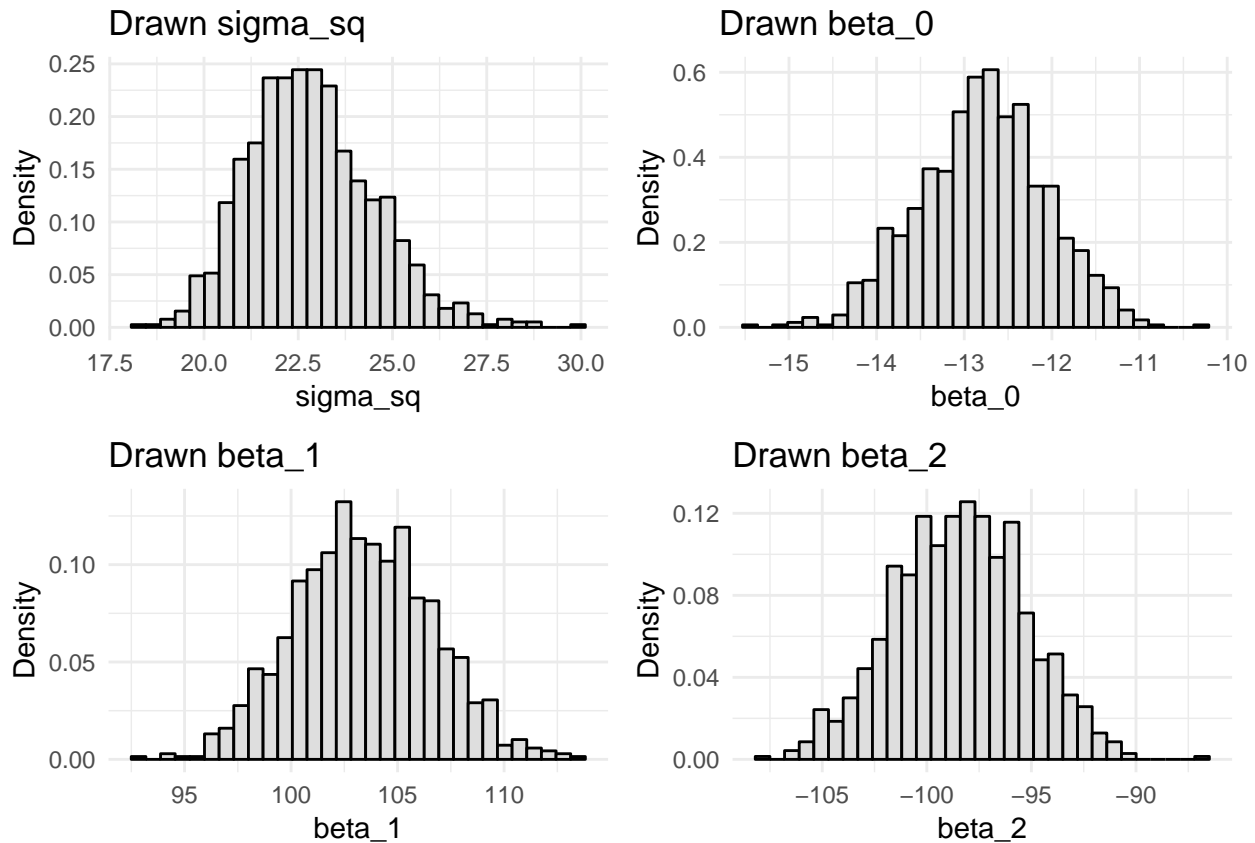 Drawn sigma_sq
Density
0.25
0.20
0.15
0.10
0.05
0.00
17.5 20.0 22.5 25.0 27.5 30.0
sigma_sq
Drawn beta_0
Density
0.6
0.4
0.2
0.0
−15 −14 −13 −12 −11 −10
beta_0
Drawn beta_1
Density
0.10
0.05
0.00
95 100 105 110
beta_1
Drawn beta_2
Density
0.12
0.08
0.04
0.00
−105 −100 −95 −90
beta_2